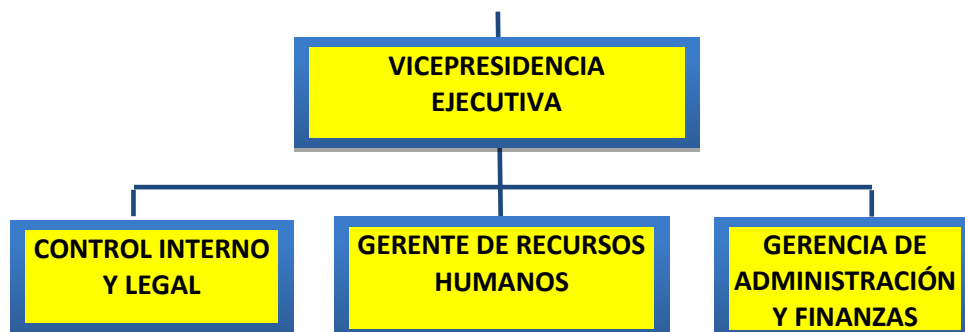 VICEPRESIDENCIA
EJECUTIVA
CONTROL INTERNO
Y LEGAL
GERENTE DE RECURSOS
HUMANOS
GERENCIA DE
ADMINISTRACIÓN
Y FINANZAS